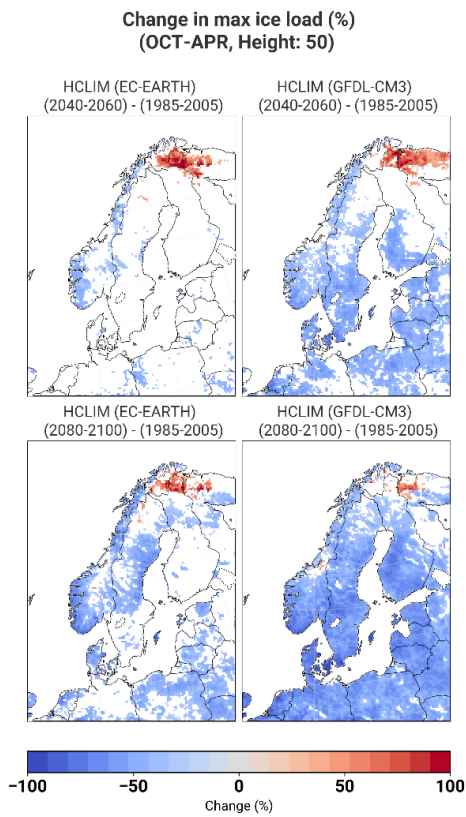 Change in max ice load (%)
(OCT-APR, Height: 50)
HCLIM (EC-EARTH)
(2040-2060) - (1985-2005)
HCLIM (GFDL-CM3)
(2040-2060) - (1985-2005)
HCLIM (EC-EARTH)
(2080-2100) - (1985-2005)
HCLIM (GFDL-CM3)
(2080-2100) - (1985-2005)
−100 −50 0 50 100
Change (%)